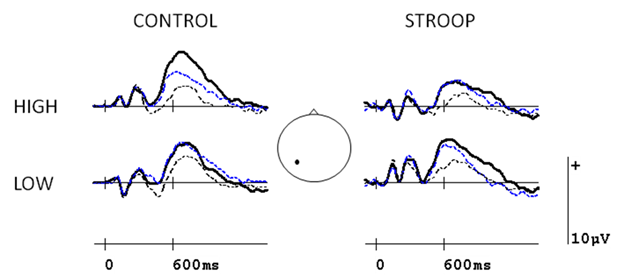 CONTROL STROOP
HIGH
LOW
+
10µV
0 600ms 0 600ms